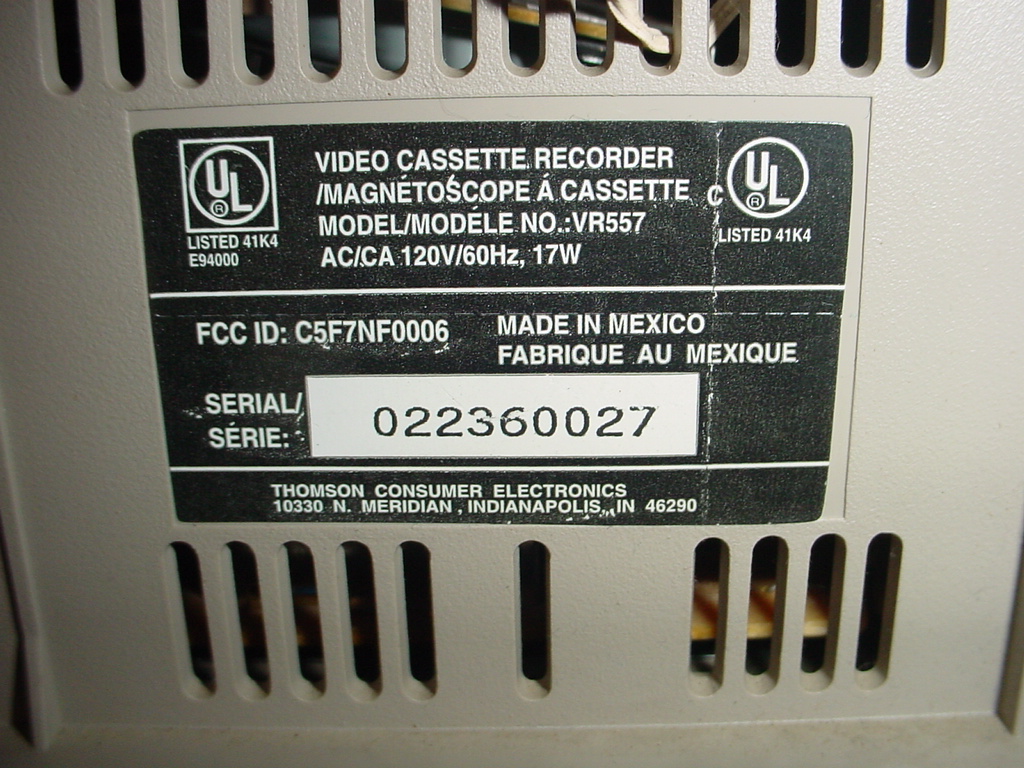 UL ®
LISTED 41K4
E94000
VIDEO CASSETTE RECORDER
/MAGNÉTOSCOPE À CASSETTE
MODEL/MODÉLE NO.:VR557
AC/CA 120V/60Hz, 17W
C UL ®
LISTED 41K4
FCC ID: C5F7NF0006
MADE IN MEXICO
FABRIQUE AU MEXIQUE
SERIAL/
SÉRIE:
022360027
THOMSON CONSUMER ELECTRONICS
10330 N. MERIDIAN, INDIANAPOLIS, IN 46290